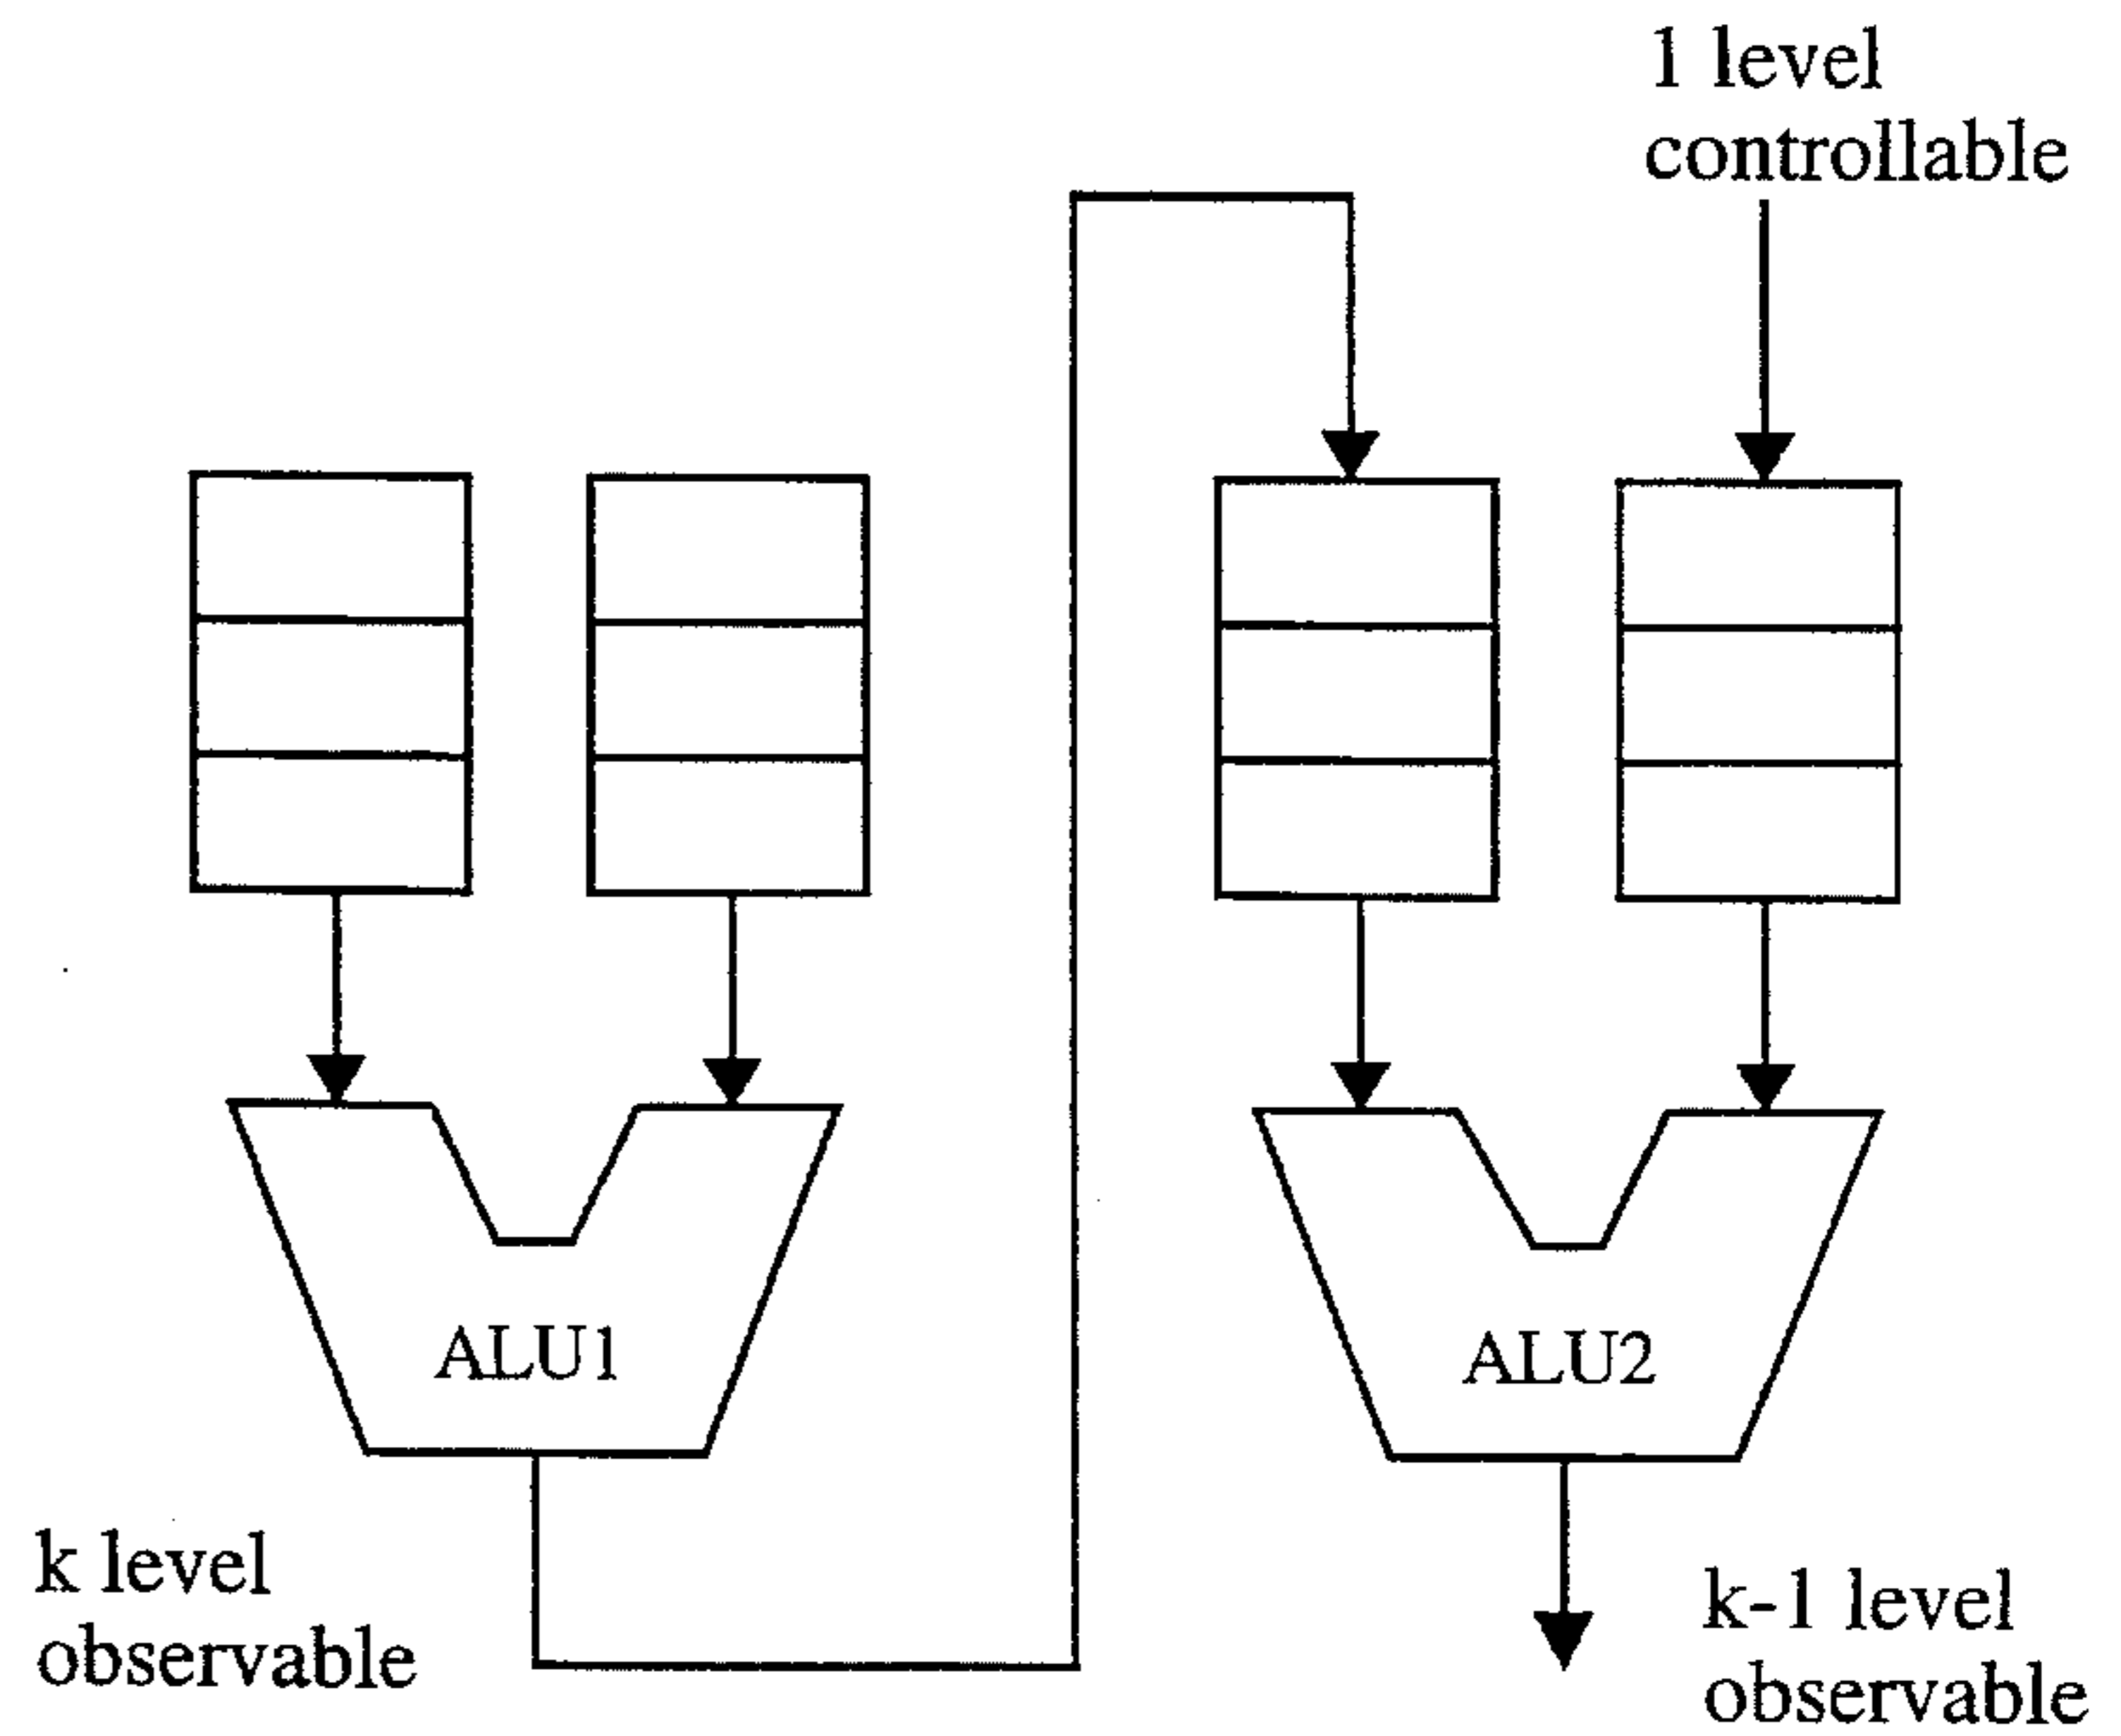 1 level
controllable
ALU1
ALU2
k level
observable
k-1 level
observable